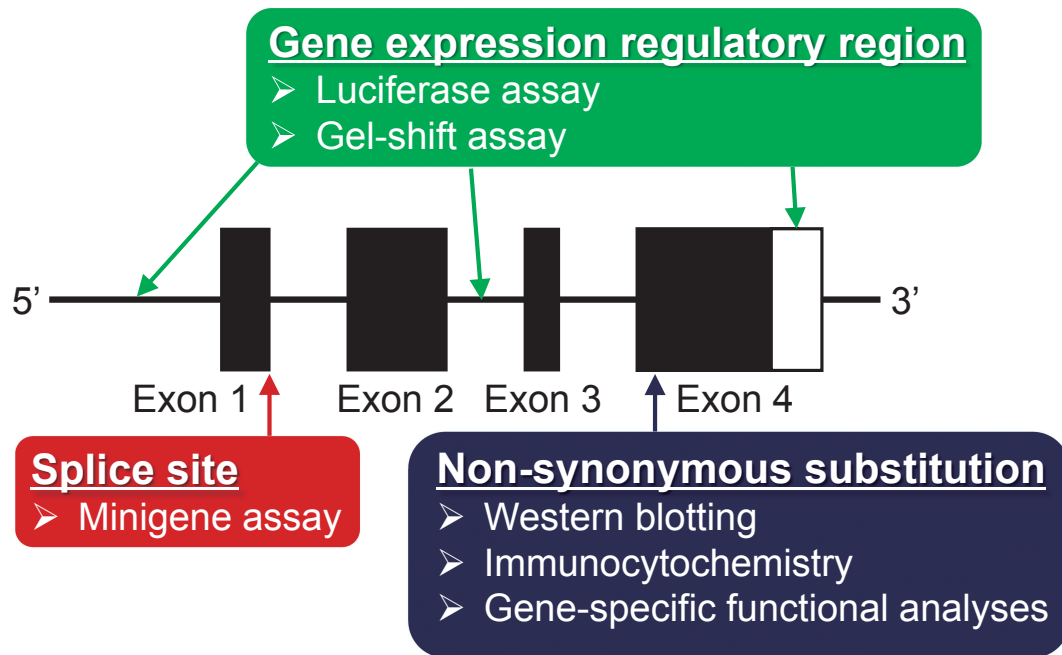 Gene expression regulatory region
➢ Luciferase assay
➢ Gel-shift assay
5’
3’
Exon 1
Exon 2
Exon 3
Exon 4
Splice site
➢ Minigene assay
Non-synonymous substitution
➢ Western blotting
➢ Immunocytochemistry
➢ Gene-specific functional analyses